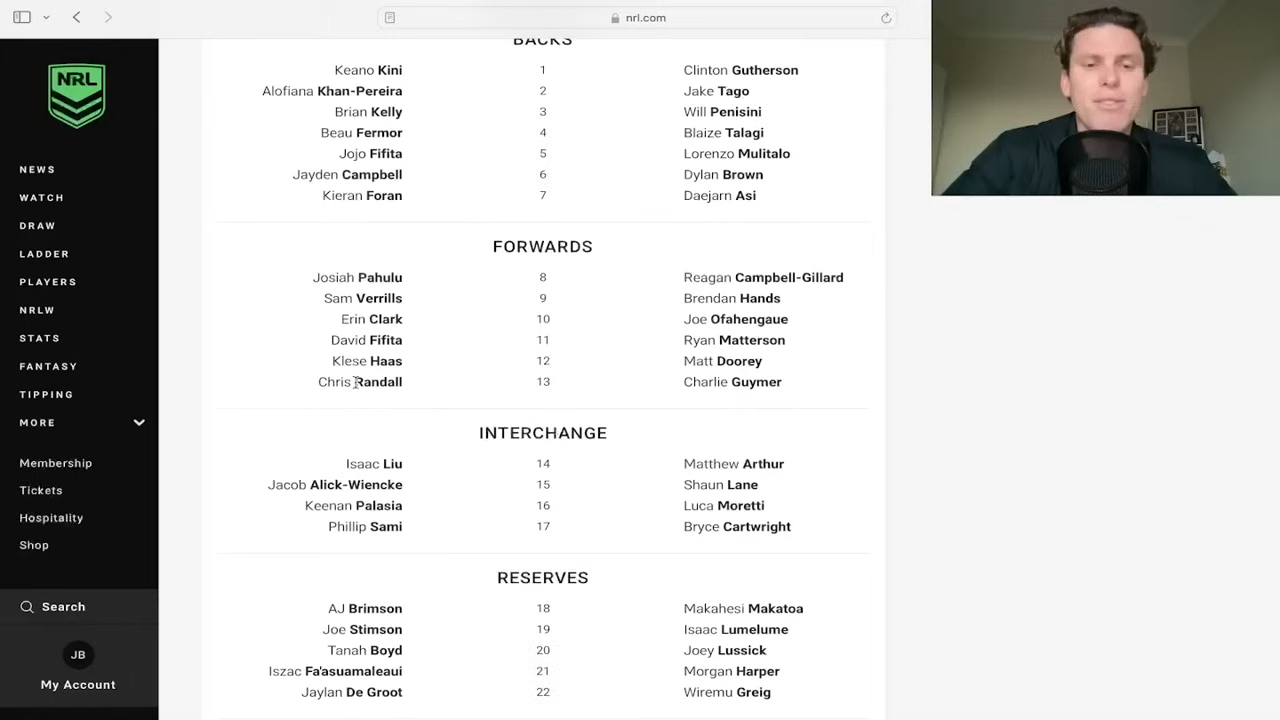 nrl.com
NRL
NEWS
WATCH
DRAW
LADDER
PLAYERS
NRLW
STATS
FANTASY
TIPPING
MORE
Membership
Tickets
Hospitality
Shop
Search
JB
My Account
BACKS
Keano Kini 1 Clinton Gutherson
Alofiana Khan-Pereira 2 Jake Tago
Brian Kelly 3 Will Penisini
Beau Fermor 4 Blaize Talagi
Jojo Fifita 5 Lorenzo Mulitalo
Jayden Campbell 6 Dylan Brown
Kieran Foran 7 Daejarn Asi
FORWARDS
Josiah Pahulu 8 Reagan Campbell-Gillard
Sam Verrills 9 Brendan Hands
Erin Clark 10 Joe Ofahengaue
David Fifita 11 Ryan Matterson
Klese Haas 12 Matt Doorey
Chris Randall 13 Charlie Guymer
INTERCHANGE
Isaac Liu 14 Matthew Arthur
Jacob Alick-Wiencke 15 Shaun Lane
Keenan Palasia 16 Luca Moretti
Phillip Sami 17 Bryce Cartwright
RESERVES
AJ Brimson 18 Makahesi Makatoa
Joe Stimson 19 Isaac Lumelume
Tanah Boyd 20 Joey Lussick
Iszac Fa'asuamaleaui 21 Morgan Harper
Jaylan De Groot 22 Wiremu Greig